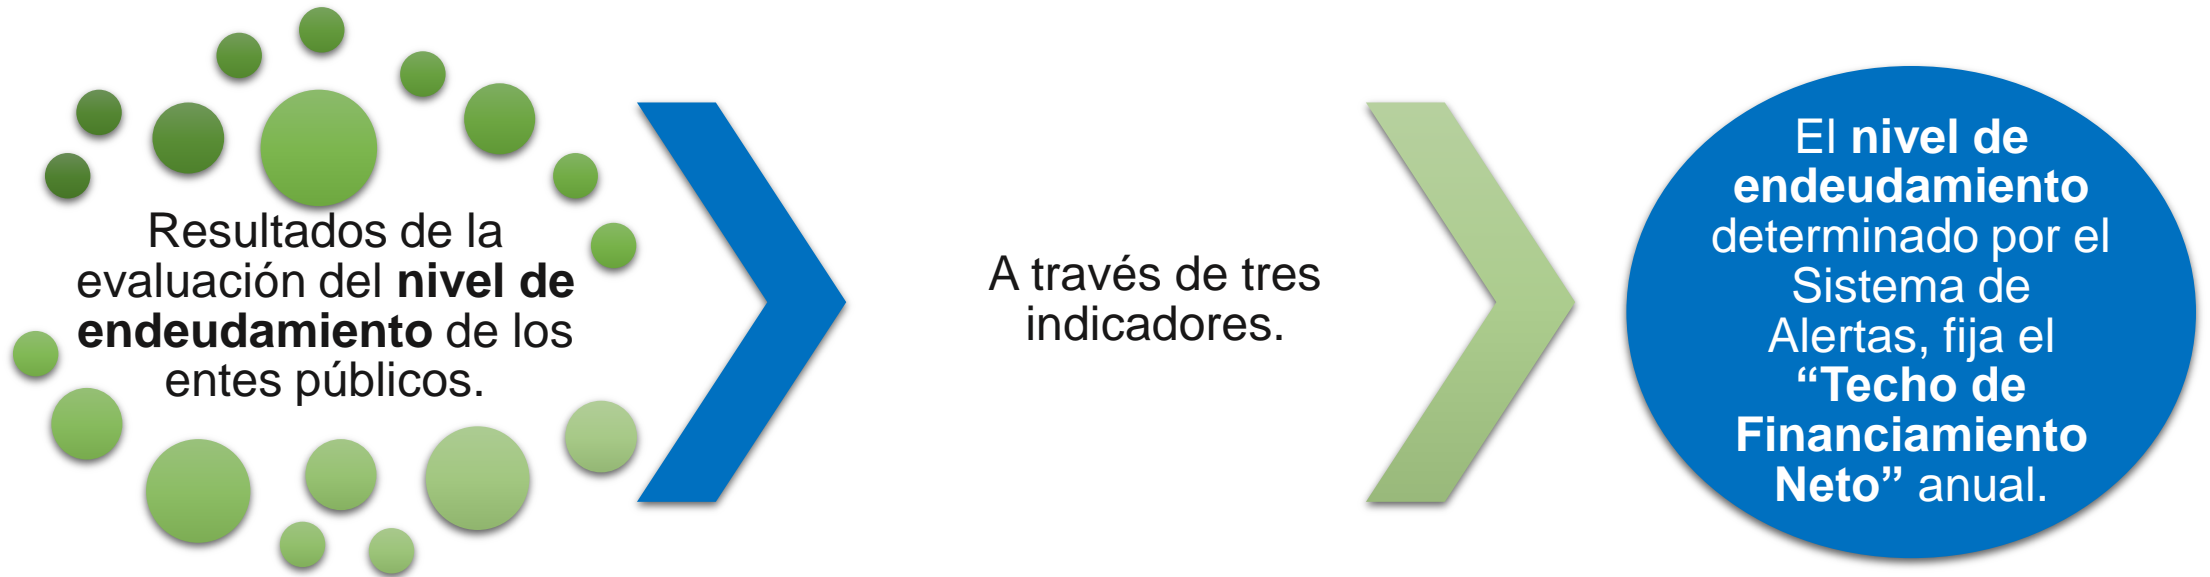 Resultados de la
evaluación del nivel de
endeudamiento de los
entes públicos.
A través de tres
indicadores.
El nivel de
endeudamiento
determinado por el
Sistema de
Alertas, fija el
“Techo de
Financiamiento
Neto” anual.